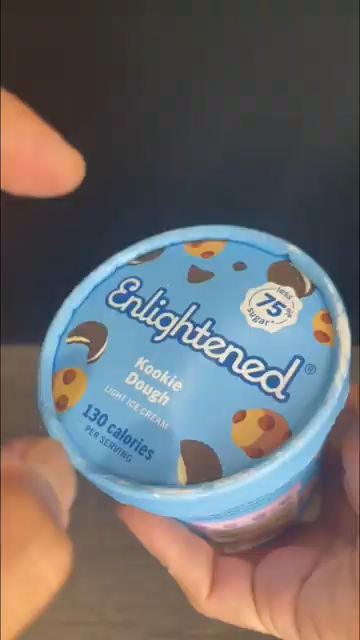 Enlightened®
less
75%
sugar*
Kookie
Dough
LIGHT ICE CREAM
130 calories
PER SERVING